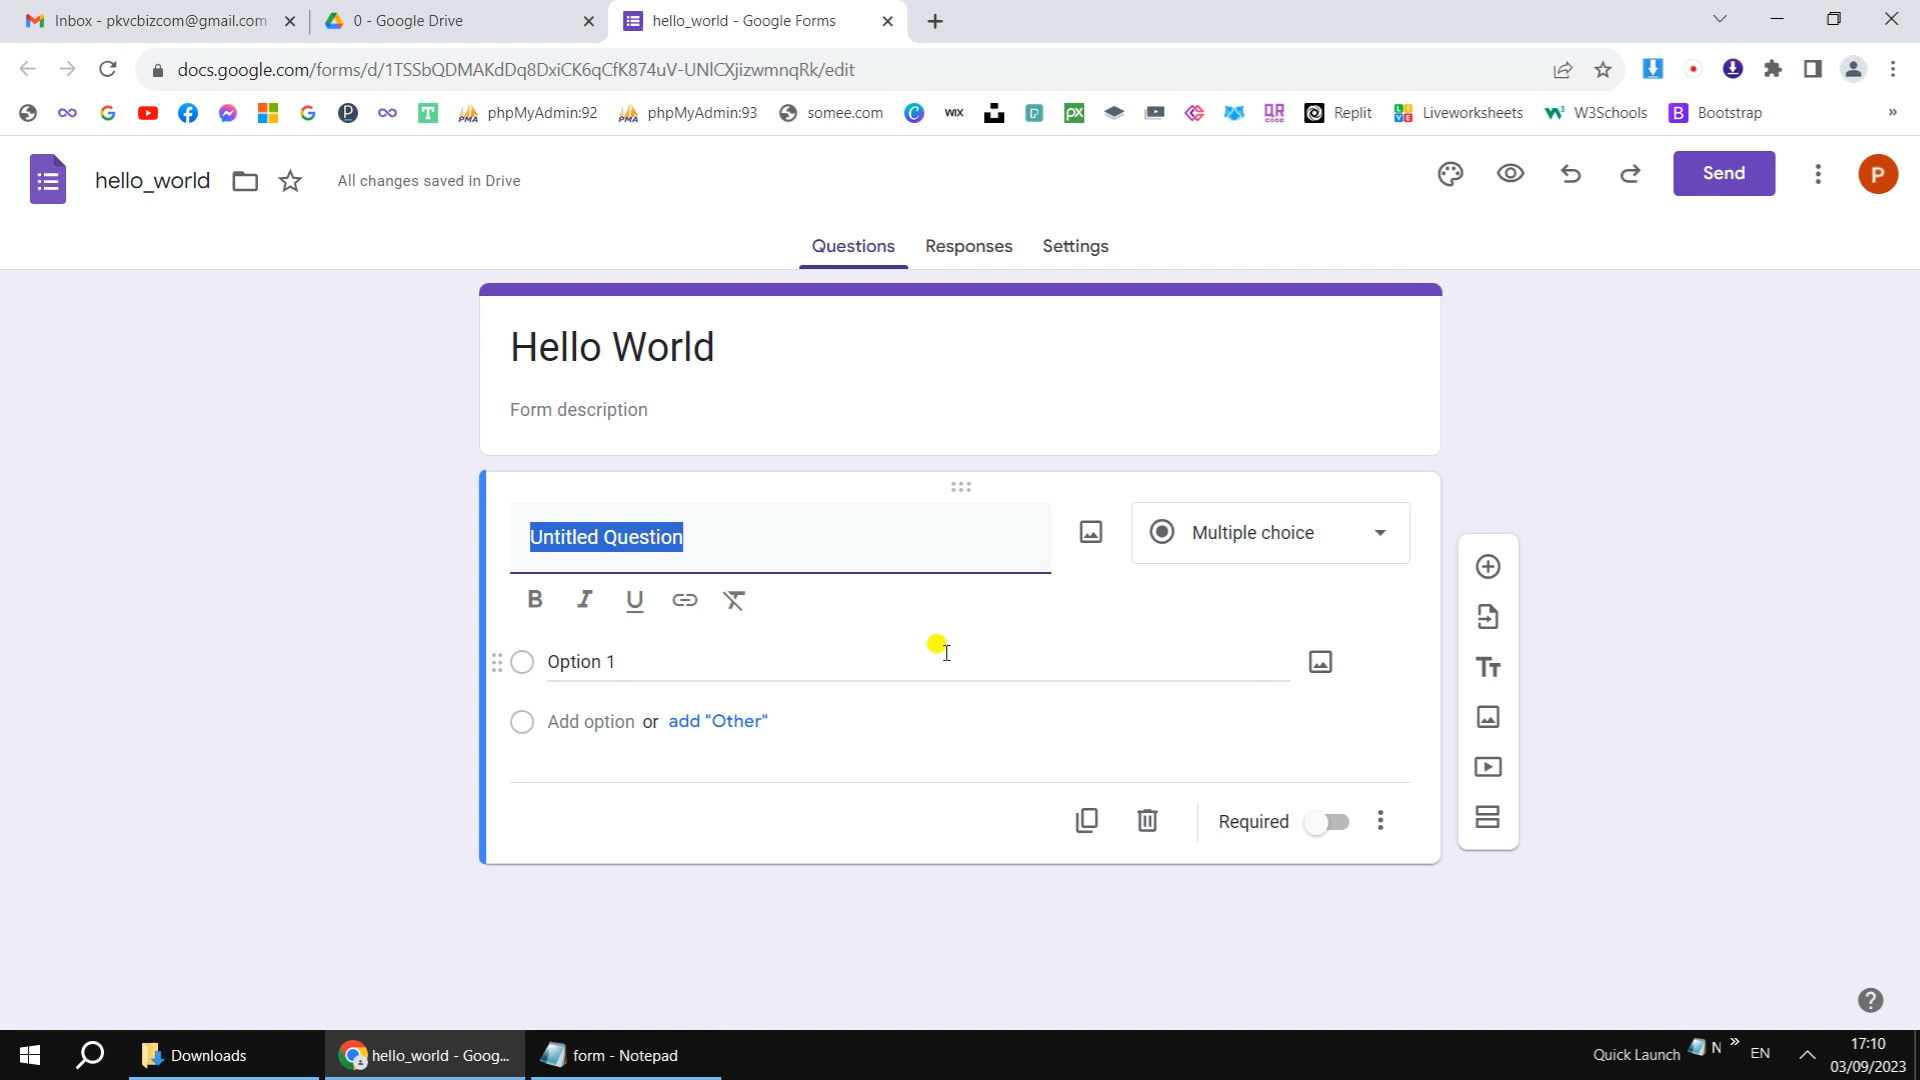 Inbox - pkvcbizcom@gmail.com
0 - Google Drive
hello_world - Google Forms
docs.google.com/forms/d/1TSSbQDMAKdDq8DxiCK6qCfK874uV-UNlCXjizwmnqRk/edit
phpMyAdmin:92
phpMyAdmin:93
somee.com
WIX
Replit
Liveworksheets
W3Schools
Bootstrap
»
hello_world
All changes saved in Drive
Send
P
Questions
Responses
Settings
Hello World
Form description
Untitled Question
Multiple choice
B I U
Option 1
Add option or add "Other"
Required
Downloads
hello_world - Goog...
form - Notepad
Quick Launch
N
»
EN
17:10
03/09/2023